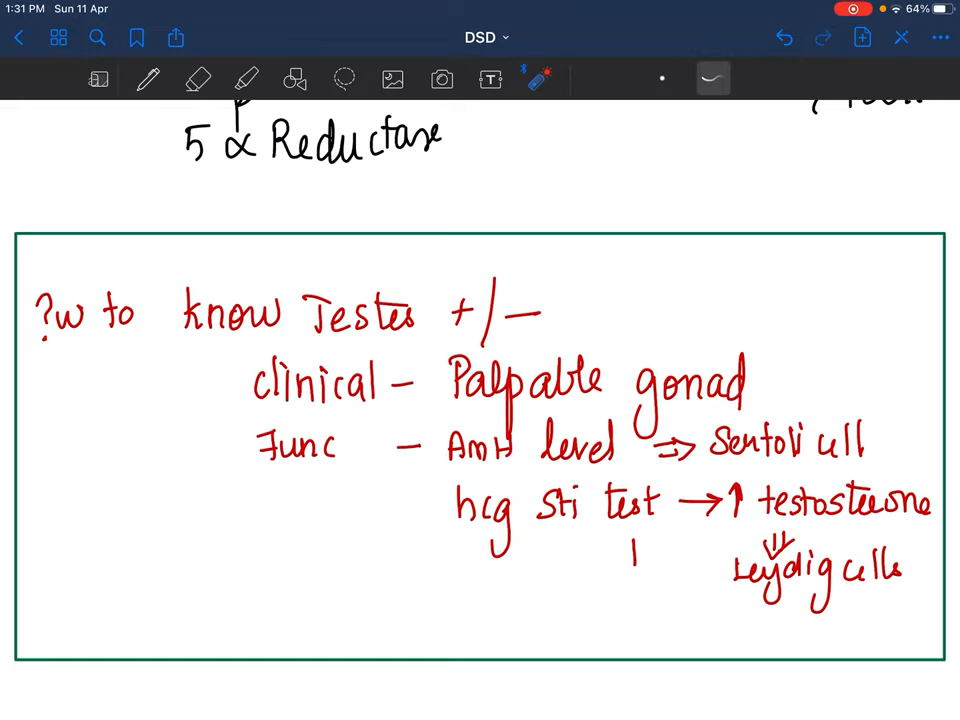 1:31 PM Sun 11 Apr 64%
DSD
T
5 α Reductase
?w to know Testes +/-
clinical - Palpable gonad
Func - AMH level ⇒ Sertoli cell
hcg Sti test → ↑ testosterone
⇓
Leydig cells